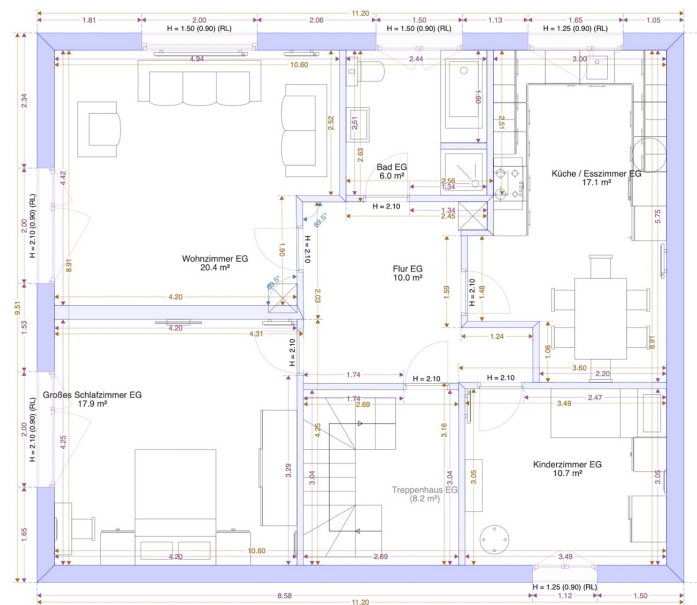 11.20
1.81
2.00
2.06
1.50
1.13
1.65
1.05
H = 1.50 (0.90) (RL)
H = 1.50 (0.90) (RL)
H = 1.25 (0.90) (RL)
4.94
2.44
3.00
10.60
2.34
2.52
2.51
2.63
1.60
2.51
Bad EG
6.0 m²
Küche / Esszimmer EG
17.1 m²
4.42
2.56
1.34
H = 2.10
1.34
2.45
2.00
H = 2.10 (0.90) (RL)
89.5°
5.75
1.90
H = 2.10
8.91
Wohnzimmer EG
20.4 m²
Flur EG
10.0 m²
89.5°
4.20
2.03
1.59
H = 2.10
1.48
9.51
1.53
4.20
4.31
1.24
1.06
8.91
H = 2.10
3.60
2.20
1.74
H = 2.10
H = 2.10
Großes Schlafzimmer EG
17.9 m²
1.74
2.69
2.47
3.49
2.00
H = 2.10 (0.90) (RL)
4.25
4.25
3.16
3.29
3.04
3.04
3.05
3.05
Kinderzimmer EG
10.7 m²
Treppenhaus EG
(8.2 m²)
1.65
10.60
4.20
2.69
3.49
H = 1.25 (0.90) (RL)
8.58
1.12
1.50
11.20